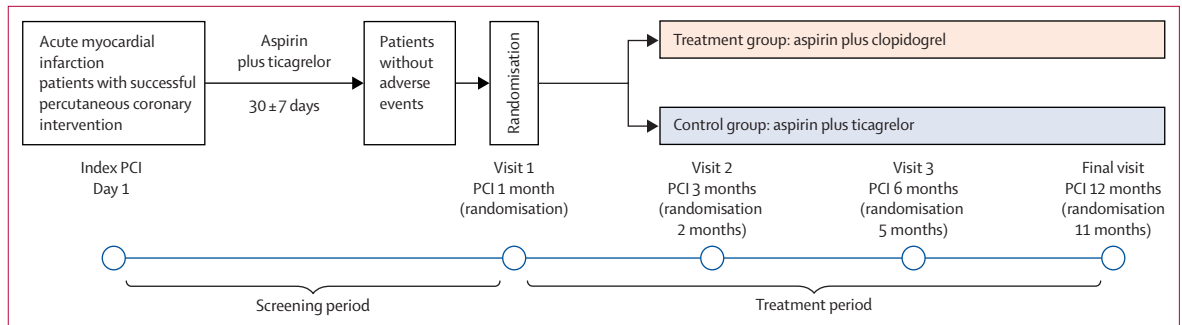 Acute myocardial
infarction
patients with successful
percutaneous coronary
intervention
Aspirin
plus ticagrelor
30 ± 7 days
Patients
without
adverse
events
Randomisation
Treatment group: aspirin plus clopidogrel
Control group: aspirin plus ticagrelor
Index PCI
Day 1
Visit 1
PCI 1 month
(randomisation)
Visit 2
PCI 3 months
(randomisation
2 months)
Visit 3
PCI 6 months
(randomisation
5 months)
Final visit
PCI 12 months
(randomisation
11 months)
Screening period
Treatment period